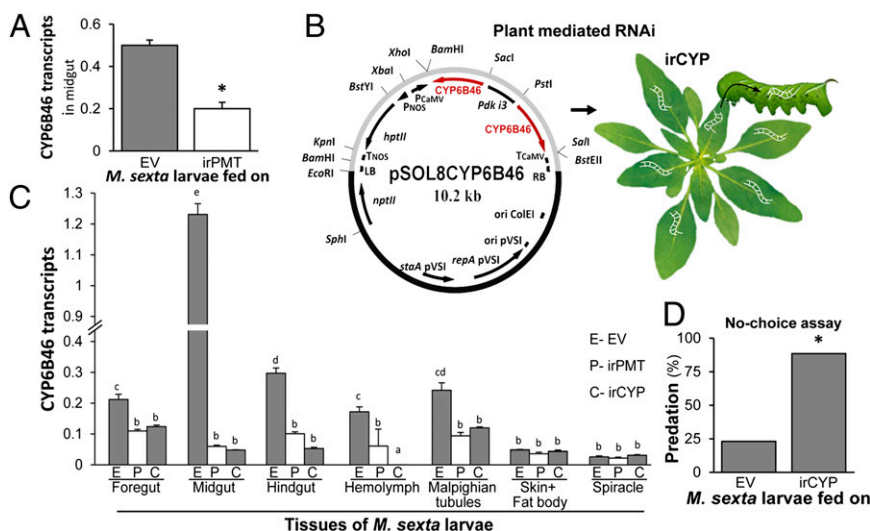 A
CYP6B46 transcripts
in midgut
0.6
0.4
0.2
0
*
EV
irPMT
M. sexta larvae fed on
B
Plant mediated RNAi
irCYP
XhoI
BamHI
SacI
XbaI
PstI
BstYI
PCaMV
CYP6B46
PNOS
Pdk i3
hptII
CYP6B46
KpnI
BamHI
EcoRI
TNOS
LB
TCaMV
RB
SalI
BstEII
pSOL8CYP6B46
10.2 kb
nptII
ori ColEI
SphI
ori pVSI
staA pVSI
repA pVSI
C
CYP6B46 transcripts
1.3
1.2
1.1
1
0.9
0.3
0.2
0.1
0
c b b
e b b
d b b
c b a
cd b b
b b b
b b b
E P C E P C E P C E P C E P C E P C E P C
Foregut Midgut Hindgut Hemolymph Malpighian tubules Skin+ Fat body Spiracle
Tissues of M. sexta larvae
E- EV
P- irPMT
C- irCYP
D
No-choice assay
Predation (%)
100
75
50
25
0
*
EV
irCYP
M. sexta larvae fed on